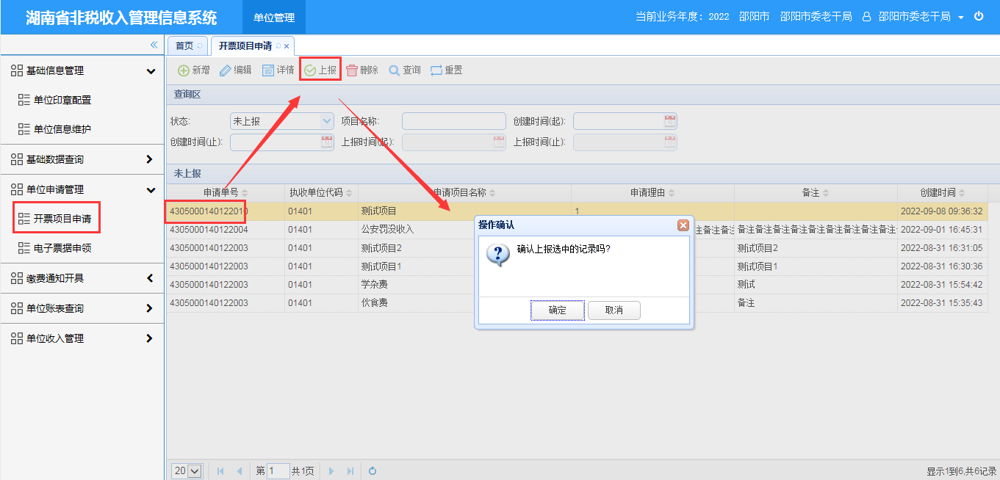 湖南省非税收入管理信息系统 单位管理 当前业务年度：2022 邵阳市 邵阳市委老干局 邵阳市委老干局
首页 开票项目申请
基础信息管理
单位印章配置
单位信息维护
基础数据查询
单位申请管理
开票项目申请
电子票据申领
缴费通知开具
单位账表查询
单位收入管理
新增 编辑 详情 上报 删除 查询 重置
查询区
状态: 未上报 项目名称: 创建时间(起):
创建时间(止): 上报时间(起): 上报时间(止):
未上报
申请单号 执收单位代码 申请项目名称 申请理由 备注 创建时间
4305000140122010 01401 测试项目 1 2022-09-08 09:36:32
4305000140122004 01401 公安罚没收入 注备注备注 备注备注备注备注备注备注备注备注备注 2022-09-01 16:45:31
4305000140122003 01401 测试项目2 测试项目2 2022-08-31 16:31:05
4305000140122003 01401 测试项目1 测试项目1 2022-08-31 16:30:36
4305000140122003 01401 学杂费 测试 2022-08-31 15:54:42
4305000140122003 01401 伙食费 备注 2022-08-31 15:35:43
操作确认
确认上报选中的记录吗?
确定 取消
20 第 1 共1页 显示1到6,共6记录